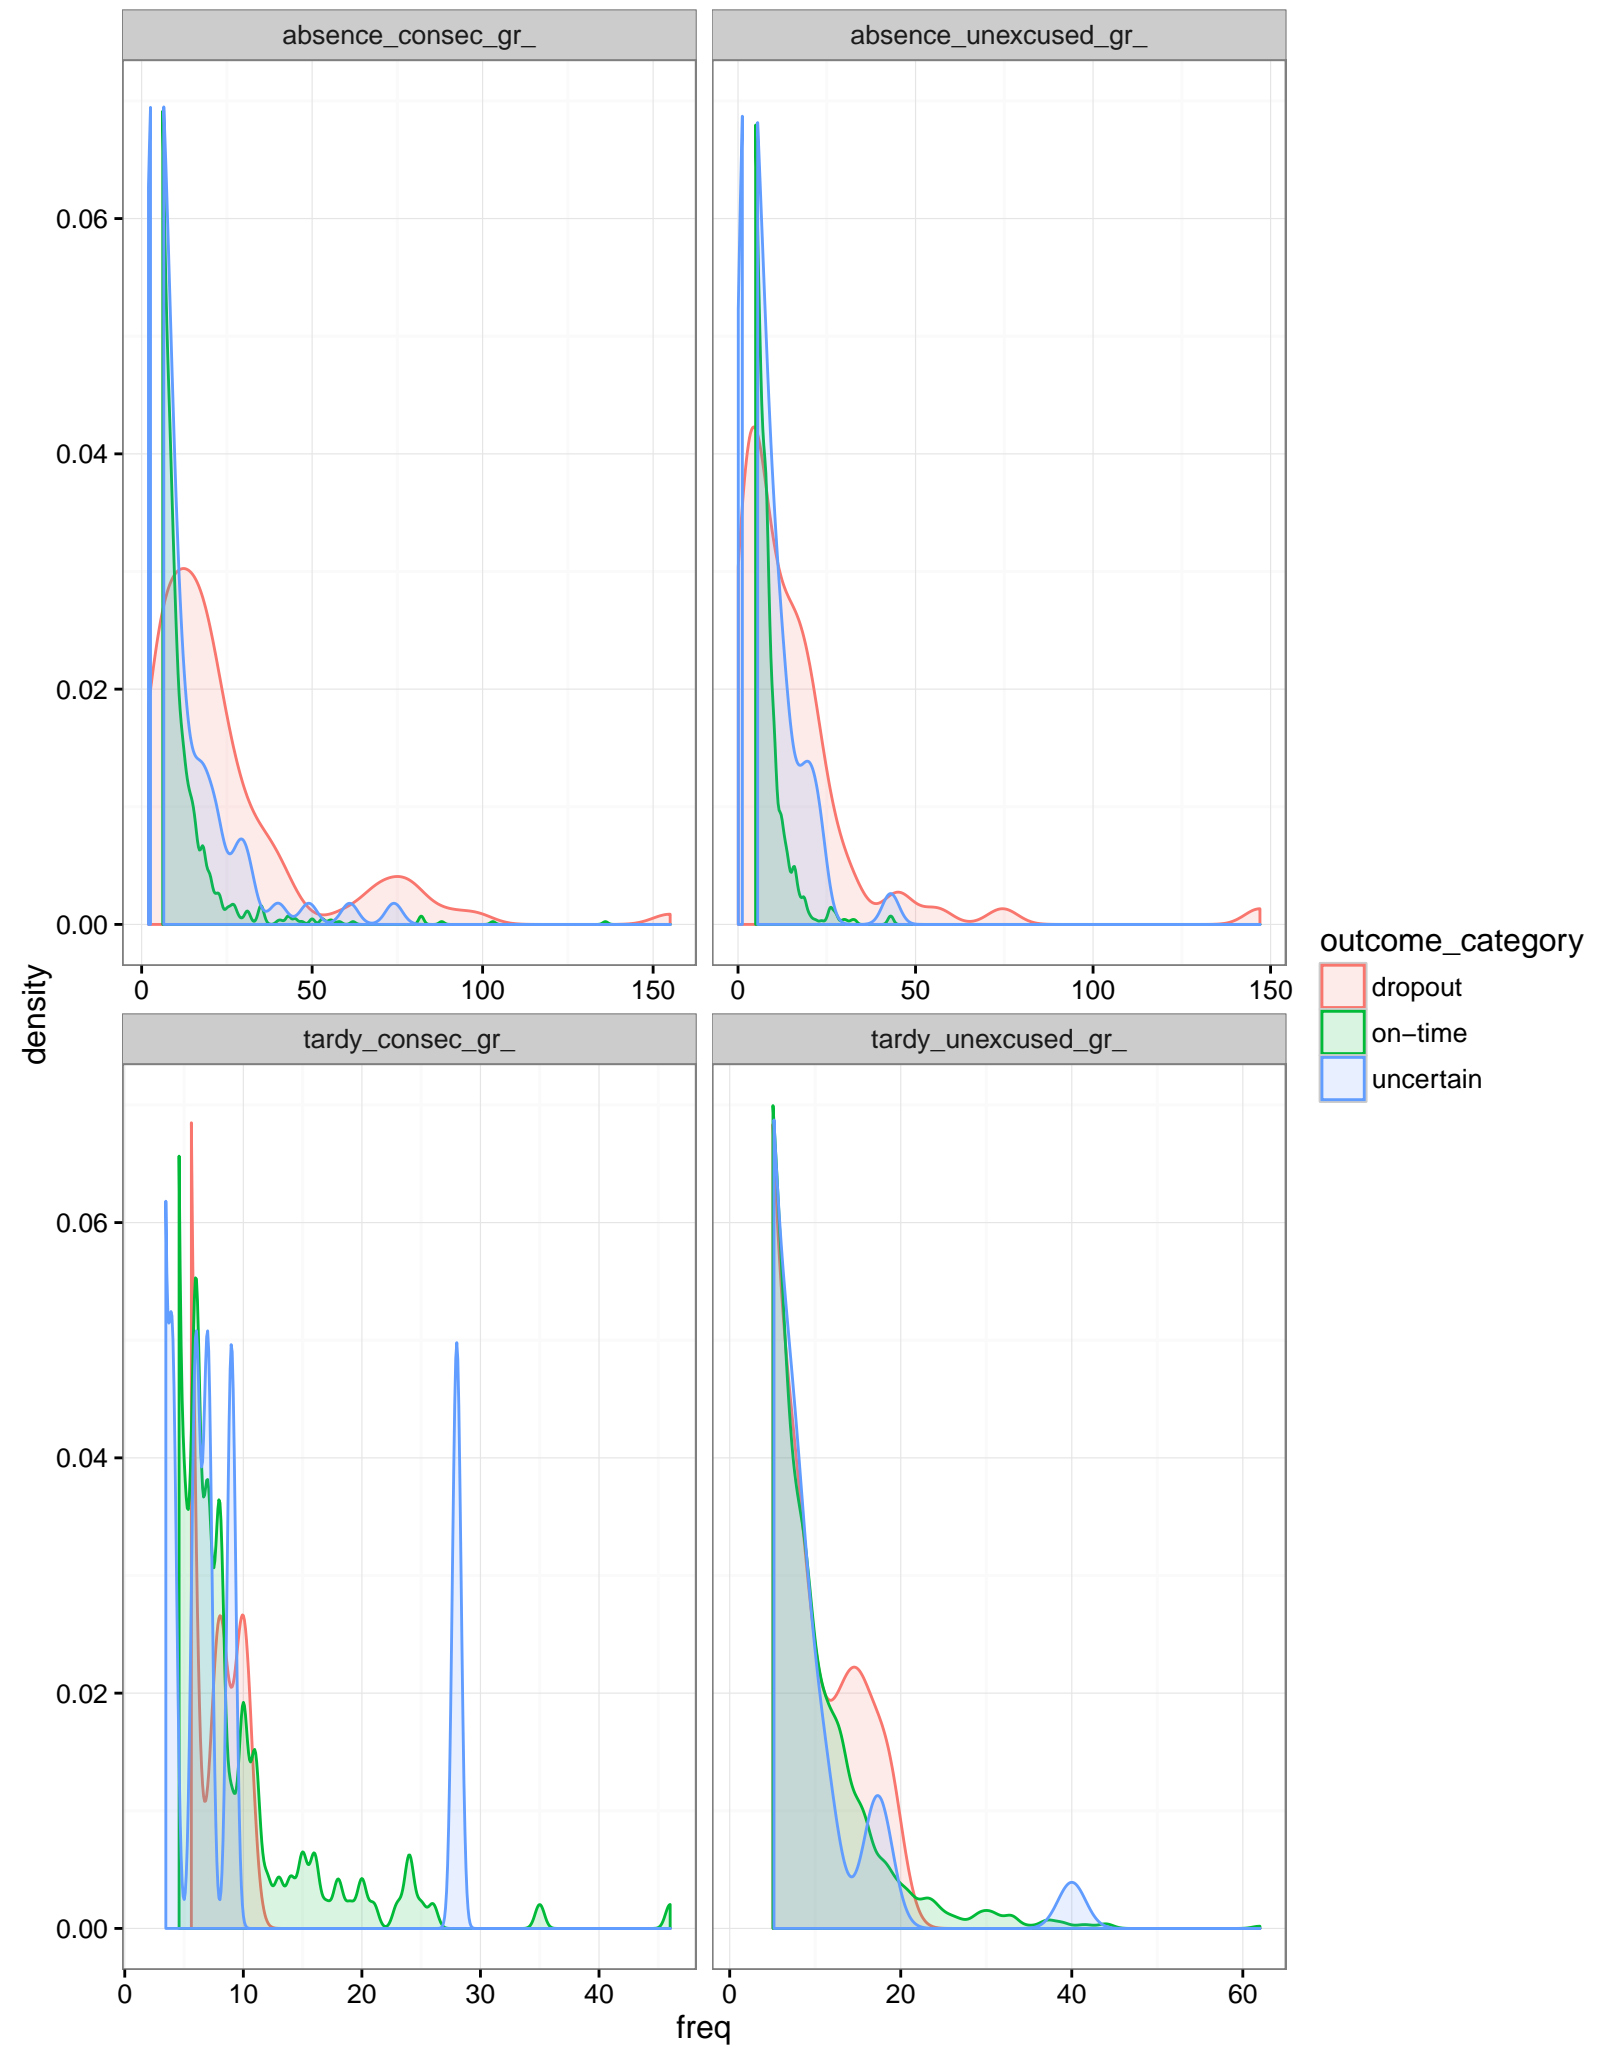 absence_consec_gr_
absence_unexcused_gr_
0.06
0.04
0.02
0.00
0 50 100 150
0 50 100 150
tardy_consec_gr_
tardy_unexcused_gr_
0.06
0.04
0.02
0.00
0 10 20 30 40
0 20 40 60
freq
density
outcome_category
dropout
on−time
uncertain